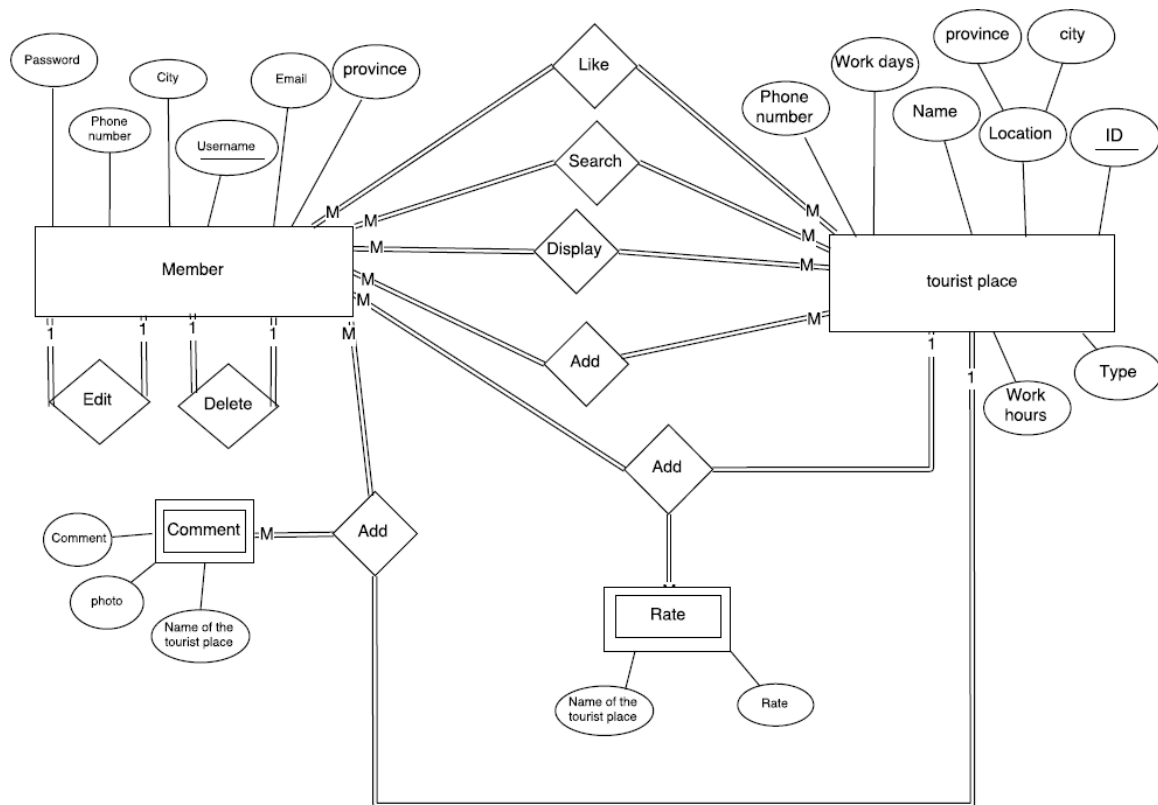 Password
Phone
number
City
Username
Email
province
Like
Search
Display
Add
Phone
number
Work days
Name
province
city
Location
ID
M
M
M
M
M
M
M
M
M
M
Member
tourist place
1
1
1
1
M
1
1
Edit
Delete
Work
hours
Type
Add
Comment
Comment
photo
Name of the
tourist place
M
Add
M
Rate
Name of the
tourist place
Rate